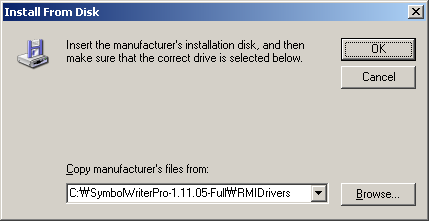 Install From Disk
Insert the manufacturer's installation disk, and then
make sure that the correct drive is selected below.
OK
Cancel
Copy manufacturer's files from:
C:₩SymbolWriterPro-1.11.05-Full₩RMIDrivers
Browse...